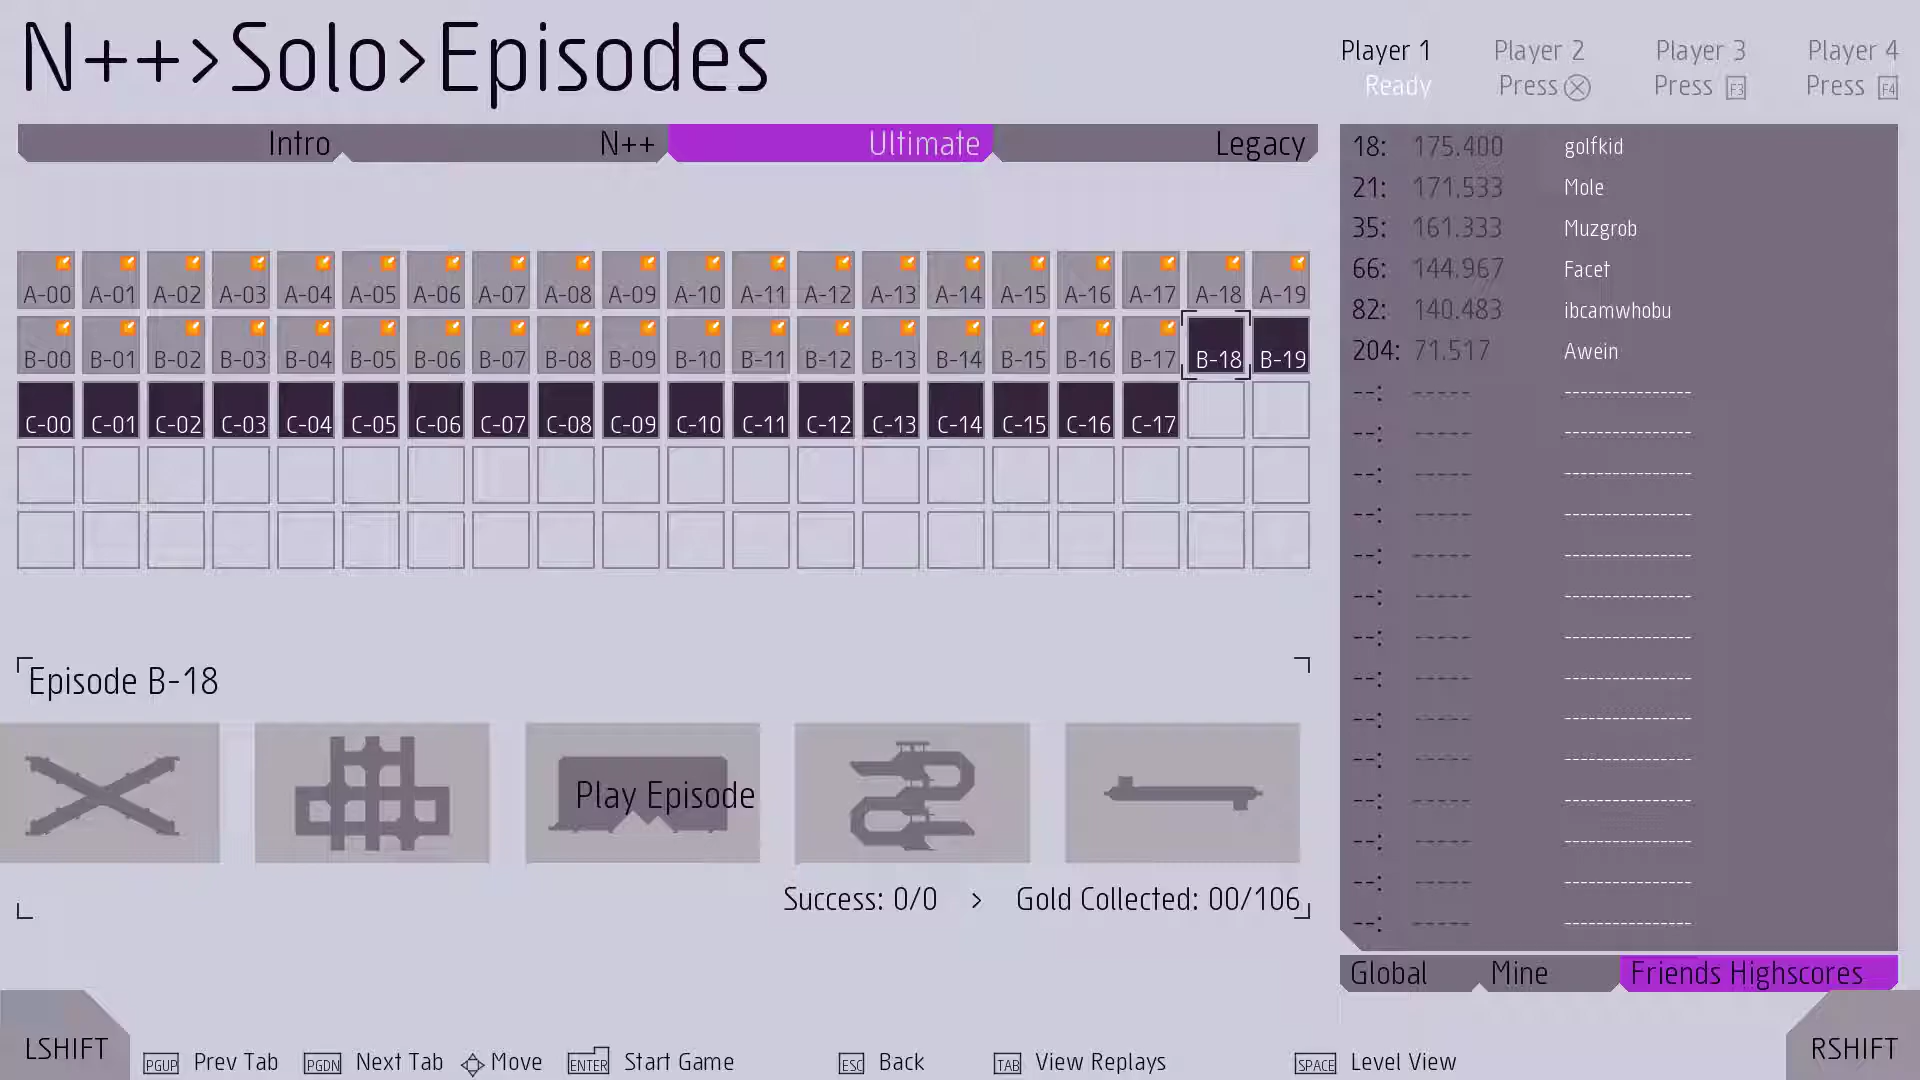 N++>Solo>Episodes
Player 1 Player 2 Player 3 Player 4
Ready Press Press F3 Press F4
Intro N++ Ultimate Legacy
A-00 A-01 A-02 A-03 A-04 A-05 A-06 A-07 A-08 A-09 A-10 A-11 A-12 A-13 A-14 A-15 A-16 A-17 A-18 A-19
B-00 B-01 B-02 B-03 B-04 B-05 B-06 B-07 B-08 B-09 B-10 B-11 B-12 B-13 B-14 B-15 B-16 B-17 B-18 B-19
C-00 C-01 C-02 C-03 C-04 C-05 C-06 C-07 C-08 C-09 C-10 C-11 C-12 C-13 C-14 C-15 C-16 C-17
Episode B-18
Play Episode
Success: 0/0 > Gold Collected: 00/106
18: 175.400 golfkid
21: 171.533 Mole
35: 161.333 Muzgrob
66: 144.967 Facet
82: 140.483 ibcamwhobu
204: 71.517 Awein
--: ----- --------------
--: ----- --------------
--: ----- --------------
--: ----- --------------
--: ----- --------------
--: ----- --------------
--: ----- --------------
--: ----- --------------
--: ----- --------------
--: ----- --------------
--: ----- --------------
--: ----- --------------
--: ----- --------------
--: ----- --------------
Global Mine Friends Highscores
LSHIFT PGUP Prev Tab PGDN Next Tab Move ENTER Start Game ESC Back TAB View Replays SPACE Level View RSHIFT